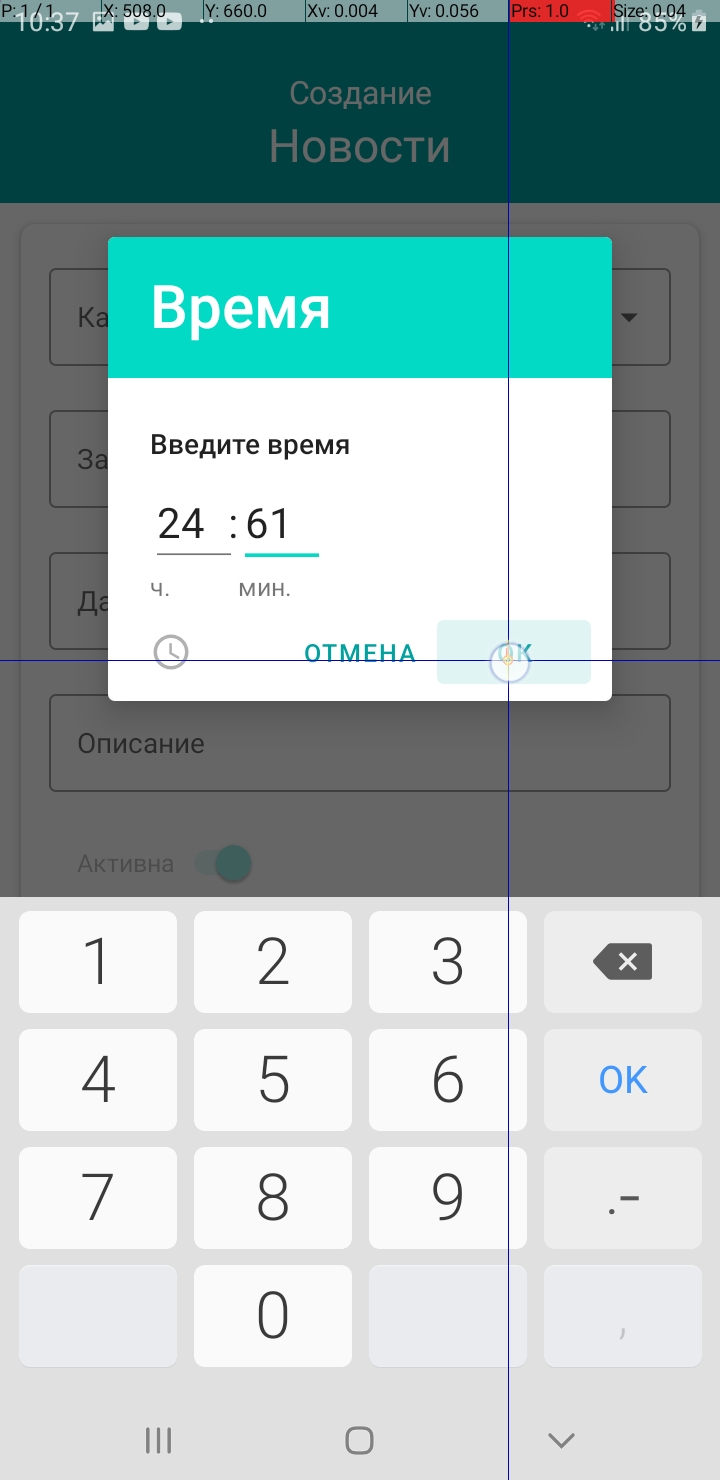 P: 1 / 1 X: 508.0 Y: 660.0 Xv: 0.004 Yv: 0.056 Prs: 1.0 Size: 0.04
10:37 85%
Создание
Новости
Ка
Время
За
Введите время
24 : 61
ч. мин.
Да
ОТМЕНА OK
Описание
Активна
1 2 3
4 5 6 OK
7 8 9 .-
0 ,